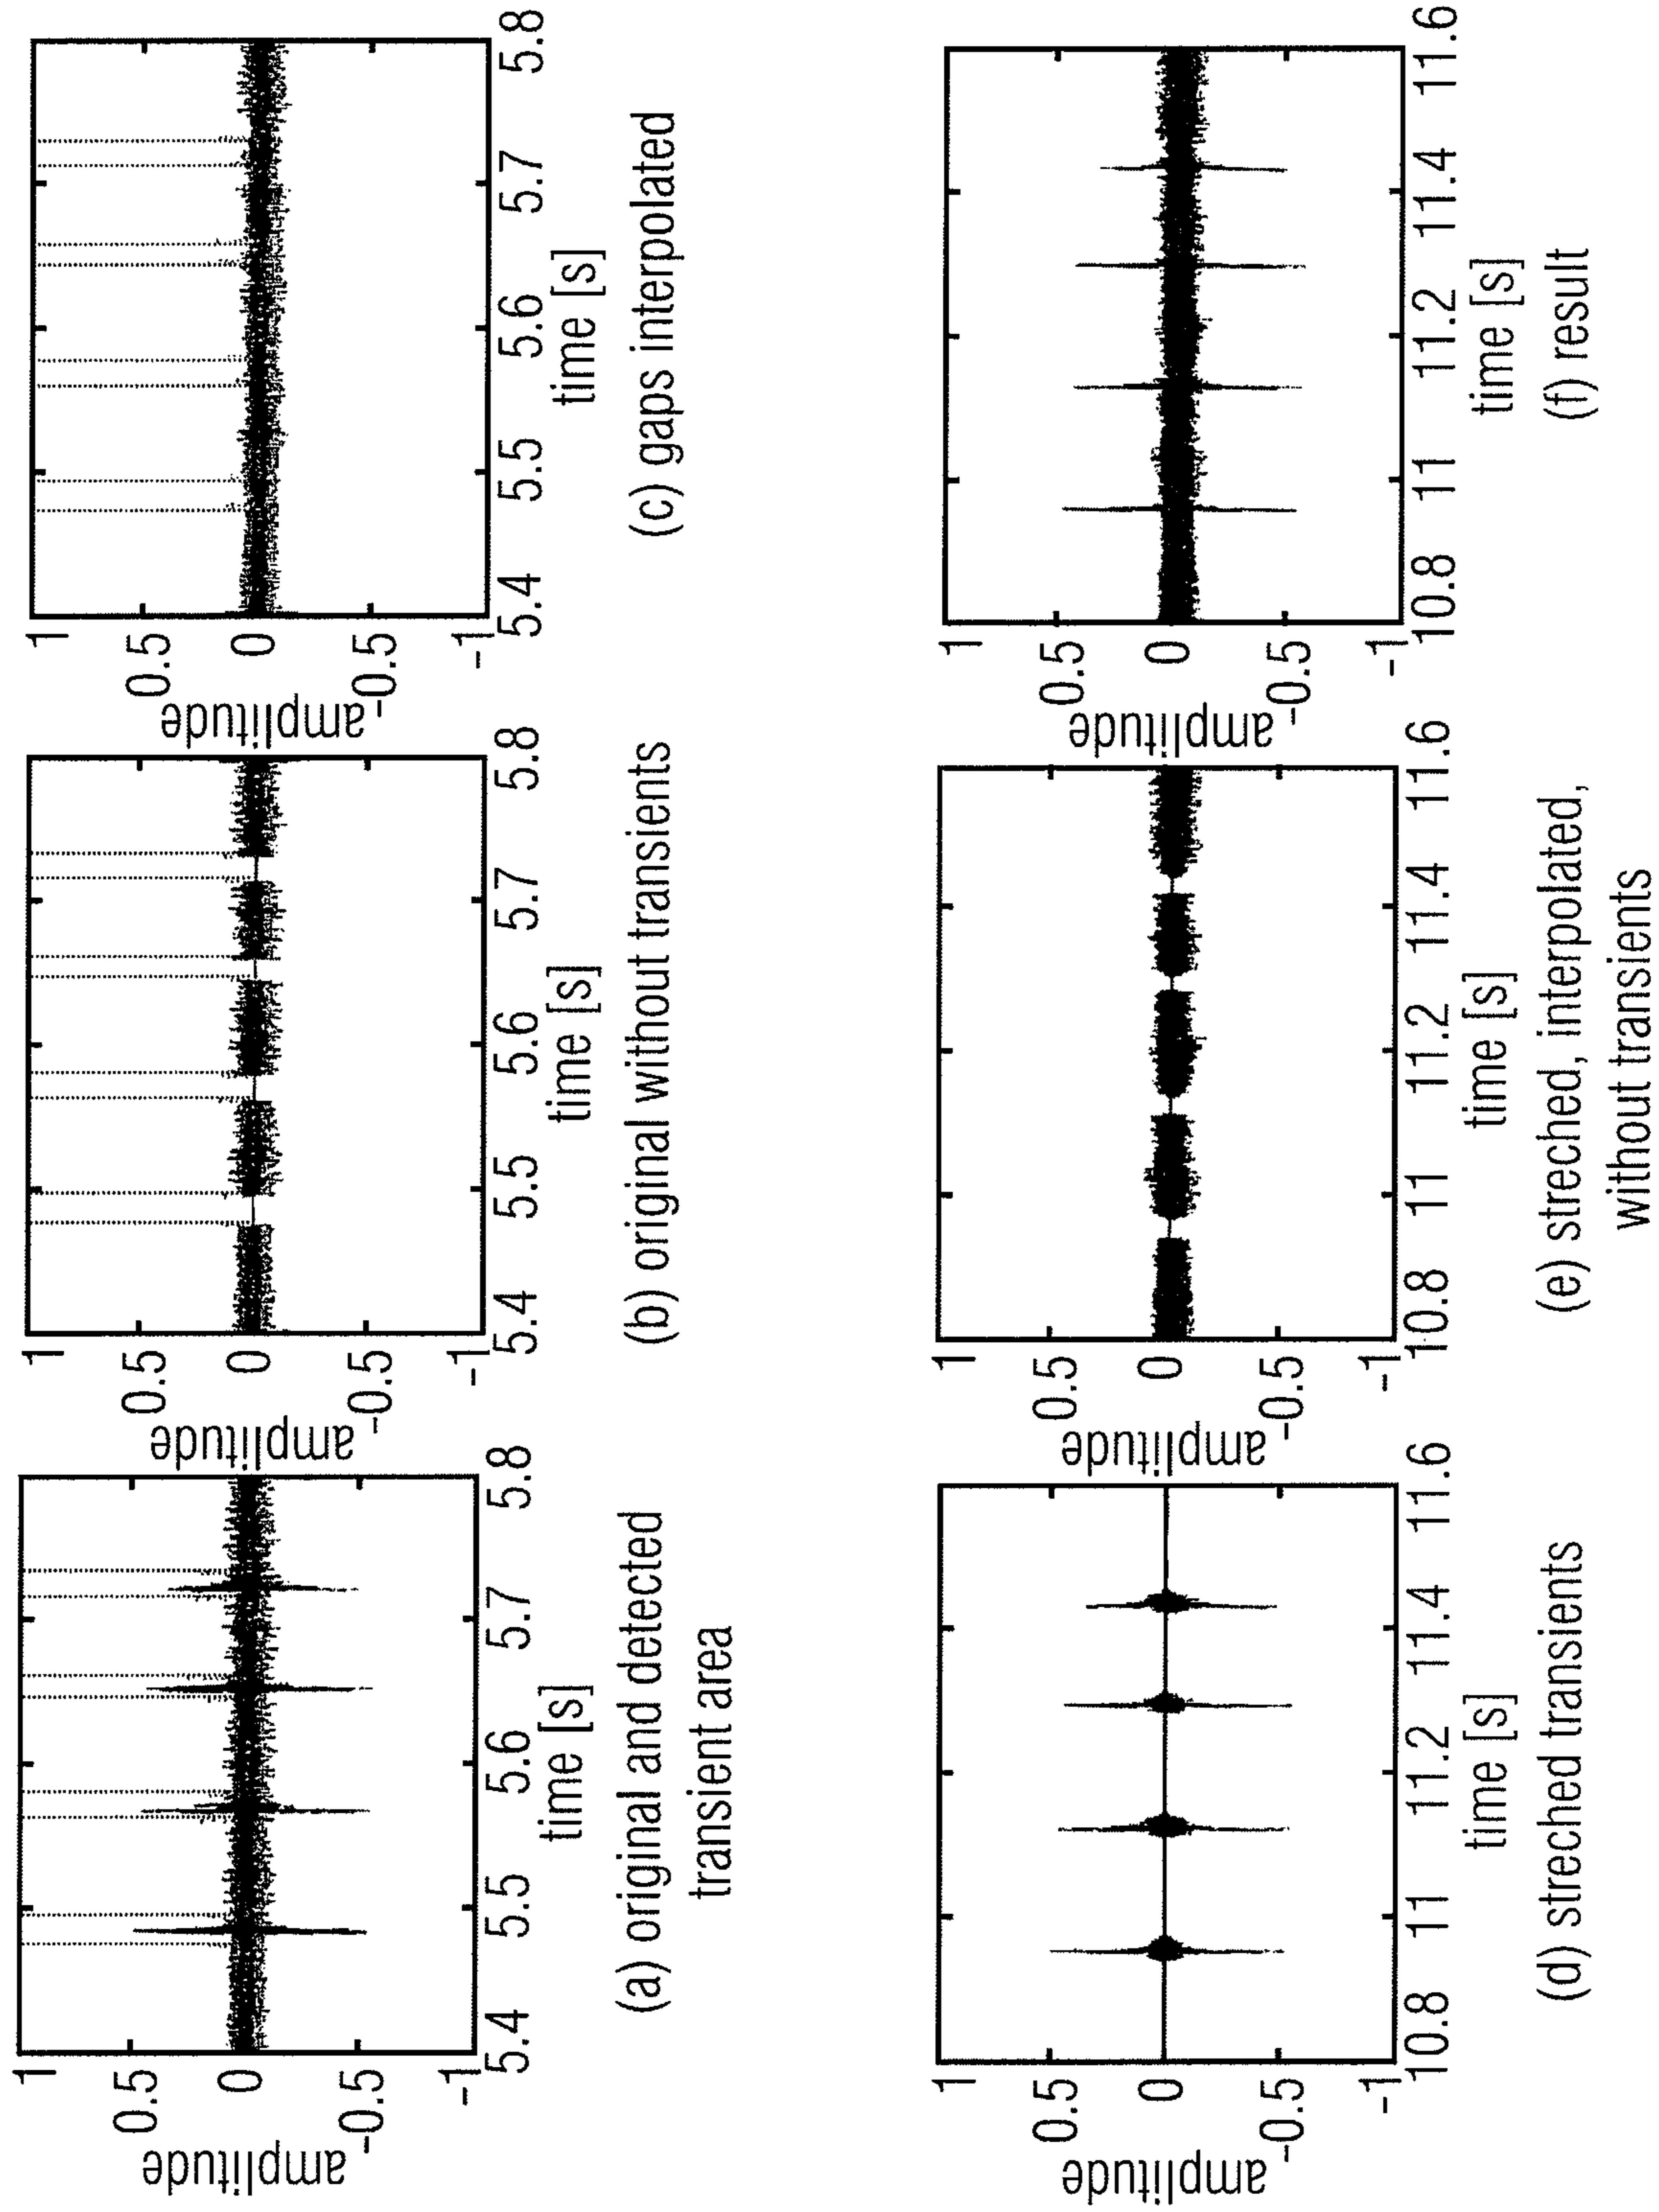 amplitude
1
0.5
0
-0.5
-1
5.4 5.5 5.6 5.7 5.8
time [s]
(a) original and detected
transient area
amplitude
1
0.5
0
-0.5
-1
5.4 5.5 5.6 5.7 5.8
time [s]
(b) original without transients
amplitude
1
0.5
0
-0.5
-1
5.4 5.5 5.6 5.7 5.8
time [s]
(c) gaps interpolated
amplitude
1
0.5
0
-0.5
-1
10.8 11 11.2 11.4 11.6
time [s]
(d) streched transients
amplitude
1
0.5
0
-0.5
-1
10.8 11 11.2 11.4 11.6
time [s]
(e) streched, interpolated,
without transients
amplitude
1
0.5
0
-0.5
-1
10.8 11 11.2 11.4 11.6
time [s]
(f) result